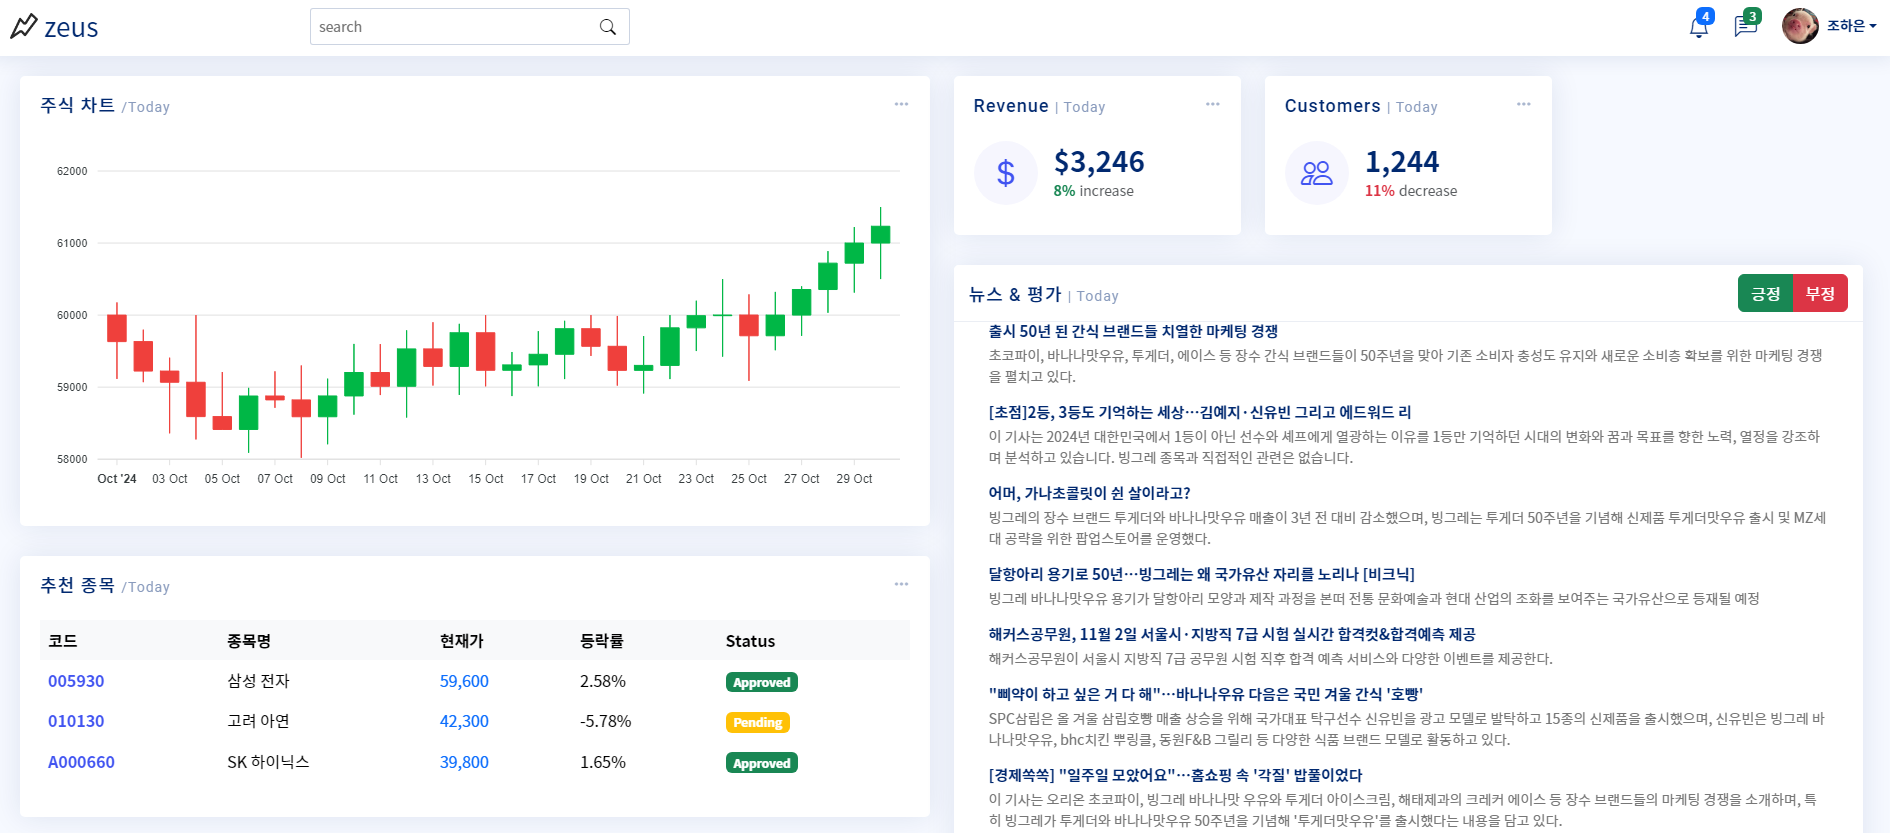 zeus
search
4
3
조하은
주식 차트 /Today
62000
61000
60000
59000
58000
Oct '24 03 Oct 05 Oct 07 Oct 09 Oct 11 Oct 13 Oct 15 Oct 17 Oct 19 Oct 21 Oct 23 Oct 25 Oct 27 Oct 29 Oct
추천 종목 /Today
코드 종목명 현재가 등락률 Status
005930 삼성 전자 59,600 2.58% Approved
010130 고려 아연 42,300 -5.78% Pending
A000660 SK 하이닉스 39,800 1.65% Approved
Revenue | Today
$3,246
8% increase
Customers | Today
1,244
11% decrease
뉴스 & 평가 | Today
긍정 부정
출시 50년 된 간식 브랜드들 치열한 마케팅 경쟁
초코파이, 바나나맛우유, 투게더, 에이스 등 장수 간식 브랜드들이 50주년을 맞아 기존 소비자 충성도 유지와 새로운 소비층 확보를 위한 마케팅 경쟁
을 펼치고 있다.
[초점]2등, 3등도 기억하는 세상…김예지·신유빈 그리고 에드워드 리
이 기사는 2024년 대한민국에서 1등이 아닌 선수와 셰프에게 열광하는 이유를 1등만 기억하던 시대의 변화와 꿈과 목표를 향한 노력, 열정을 강조하
며 분석하고 있습니다. 빙그레 종목과 직접적인 관련은 없습니다.
어머, 가나초콜릿이 쉰 살이라고?
빙그레의 장수 브랜드 투게더와 바나나맛우유 매출이 3년 전 대비 감소했으며, 빙그레는 투게더 50주년을 기념해 신제품 투게더맛우유 출시 및 MZ세
대 공략을 위한 팝업스토어를 운영했다.
달항아리 용기로 50년…빙그레는 왜 국가유산 자리를 노리나 [비크닉]
빙그레 바나나맛우유 용기가 달항아리 모양과 제작 과정을 본떠 전통 문화예술과 현대 산업의 조화를 보여주는 국가유산으로 등재될 예정
해커스공무원, 11월 2일 서울시·지방직 7급 시험 실시간 합격컷&합격예측 제공
해커스공무원이 서울시 지방직 7급 공무원 시험 직후 합격 예측 서비스와 다양한 이벤트를 제공한다.
"삐약이 하고 싶은 거 다 해"…바나나우유 다음은 국민 겨울 간식 '호빵'
SPC삼립은 올 겨울 삼립호빵 매출 상승을 위해 국가대표 탁구선수 신유빈을 광고 모델로 발탁하고 15종의 신제품을 출시했으며, 신유빈은 빙그레 바
나나맛우유, bhc치킨 뿌링클, 동원F&B 그릴리 등 다양한 식품 브랜드 모델로 활동하고 있다.
[경제쏙쏙] "일주일 모았어요"…홈쇼핑 속 '각질' 밥풀이었다
이 기사는 오리온 초코파이, 빙그레 바나나맛 우유와 투게더 아이스크림, 해태제과의 크레커 에이스 등 장수 브랜드들의 마케팅 경쟁을 소개하며, 특
히 빙그레가 투게더와 바나나맛우유 50주년을 기념해 '투게더맛우유'를 출시했다는 내용을 담고 있다.